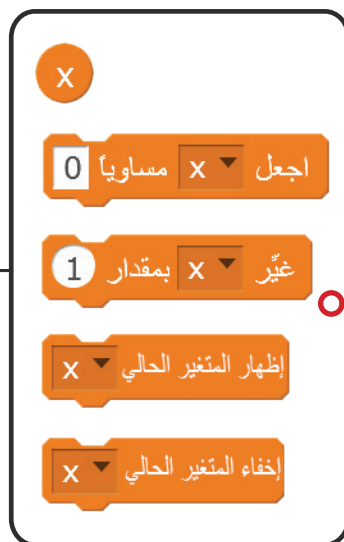 x
اجعل x مساوياً 0
غيِّر x بمقدار 1
إظهار المتغير الحالي x
إخفاء المتغير الحالي x